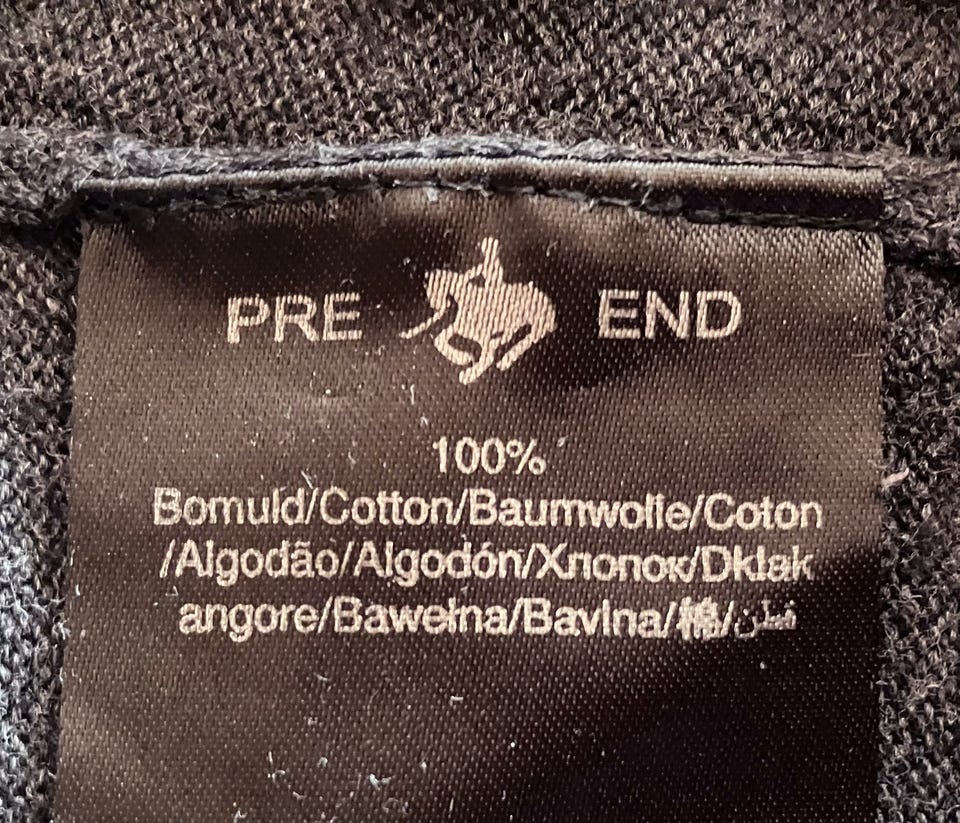 PRE END
100%
Bomuld/Cotton/Baumwolle/Coton
/Algodão/Algodón/Хлопок/Dklak
angore/Bawełna/Bavlna/棉/قطن